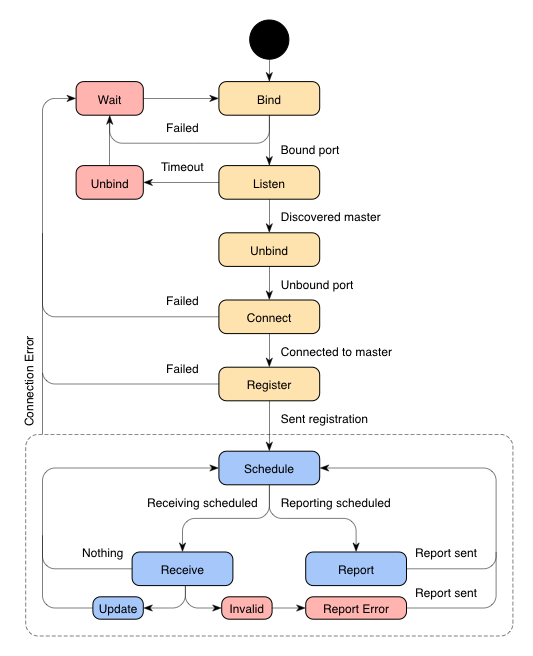 Wait
Bind
Failed
Bound port
Timeout
Unbind
Listen
Discovered master
Unbind
Unbound port
Failed
Connect
Connected to master
Failed
Register
Connection Error
Sent registration
Schedule
Receiving scheduled
Reporting scheduled
Nothing
Receive
Report
Report sent
Report sent
Update
Invalid
Report Error